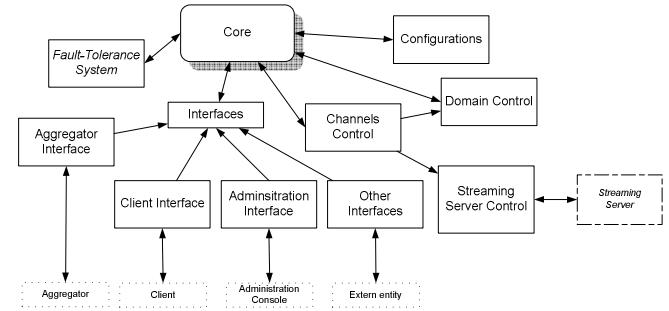 Core
Configurations
Fault-Tolerance
System
Domain Control
Interfaces
Channels
Control
Aggregator
Interface
Client Interface
Adminsitration
Interface
Other
Interfaces
Streaming
Server Control
Streaming
Server
Aggregator
Client
Administration
Console
Extern entity